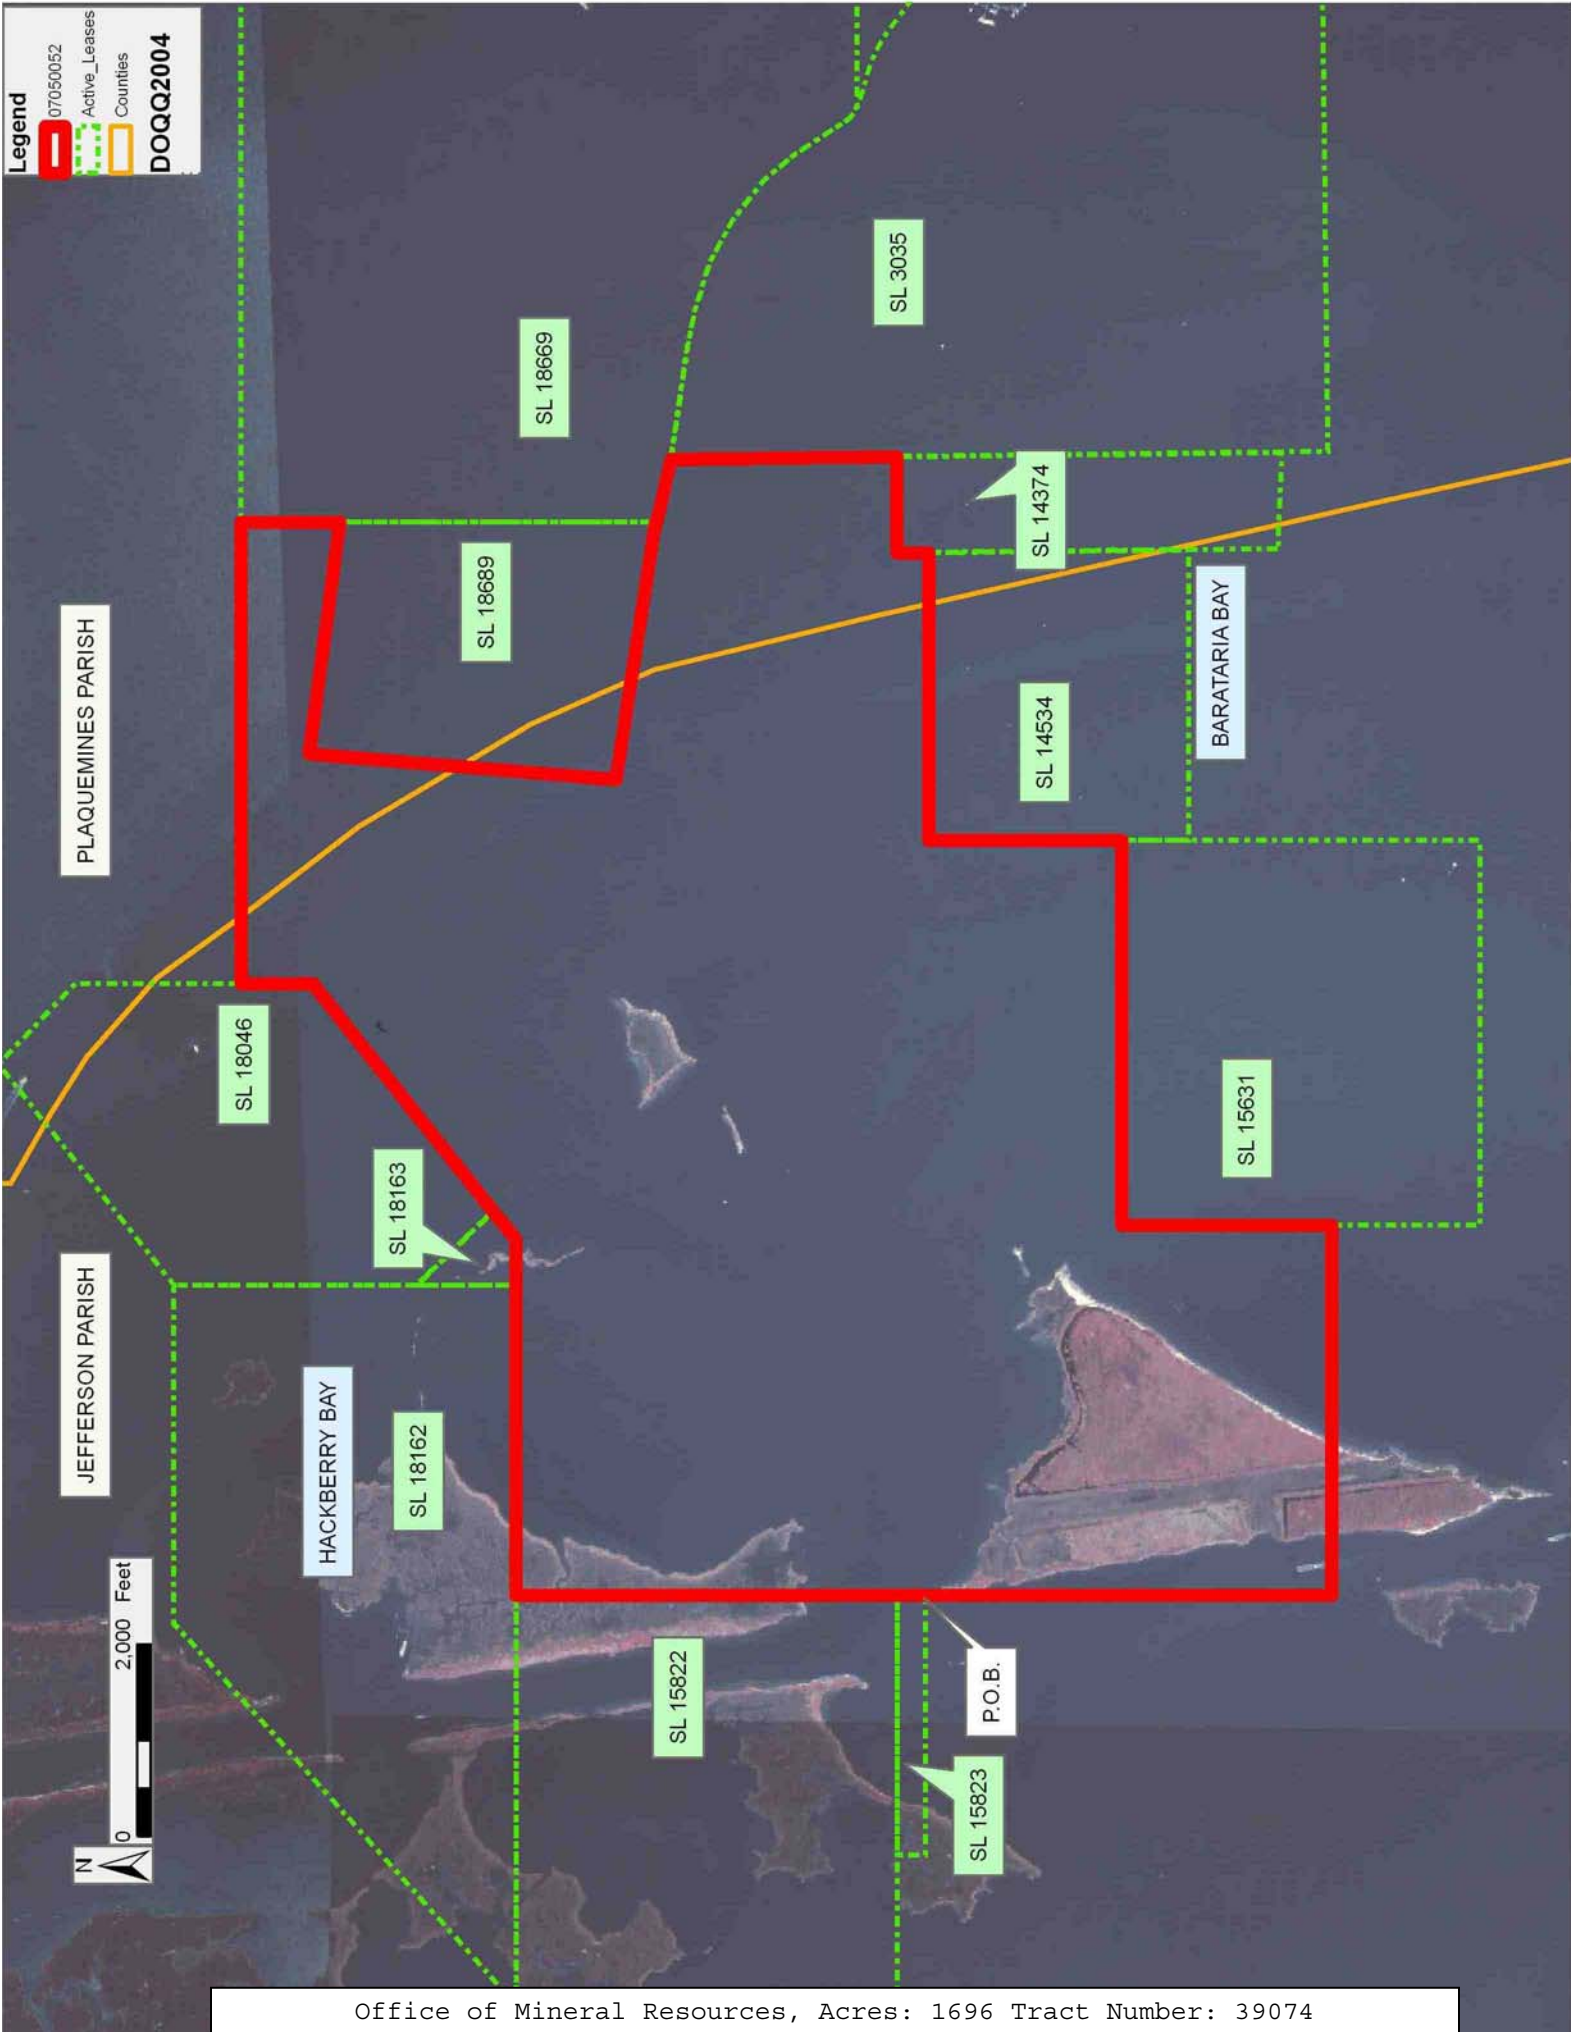 Legend
07050052
Active_Leases
Counties
DOQQ2004
PLAQUEMINES PARISH
JEFFERSON PARISH
N
0 2,000 Feet
SL 18046
HACKBERRY BAY
SL 18163
SL 18162
SL 18689
SL 18669
SL 15822
SL 3035
SL 14374
SL 14534
P.O.B.
SL 15823
BARATARIA BAY
SL 15631
Office of Mineral Resources, Acres: 1696 Tract Number: 39074